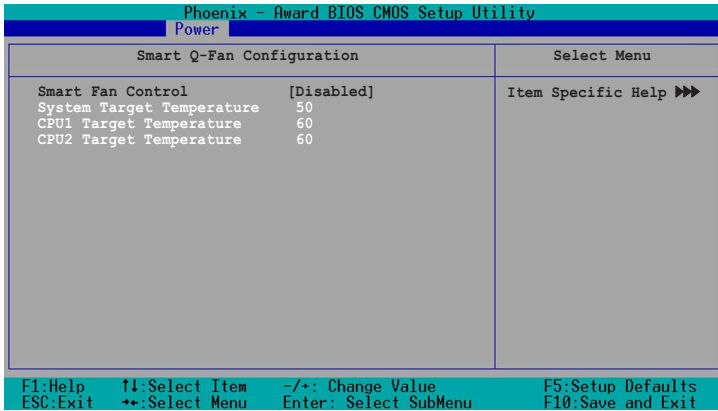 Phoenix - Award BIOS CMOS Setup Utility
Power
Smart Q-Fan Configuration
Select Menu
Smart Fan Control [Disabled]
System Target Temperature 50
CPU1 Target Temperature 60
CPU2 Target Temperature 60
Item Specific Help ▶▶▶
F1:Help ↑↓:Select Item -/+: Change Value F5:Setup Defaults
ESC:Exit →←:Select Menu Enter: Select SubMenu F10:Save and Exit